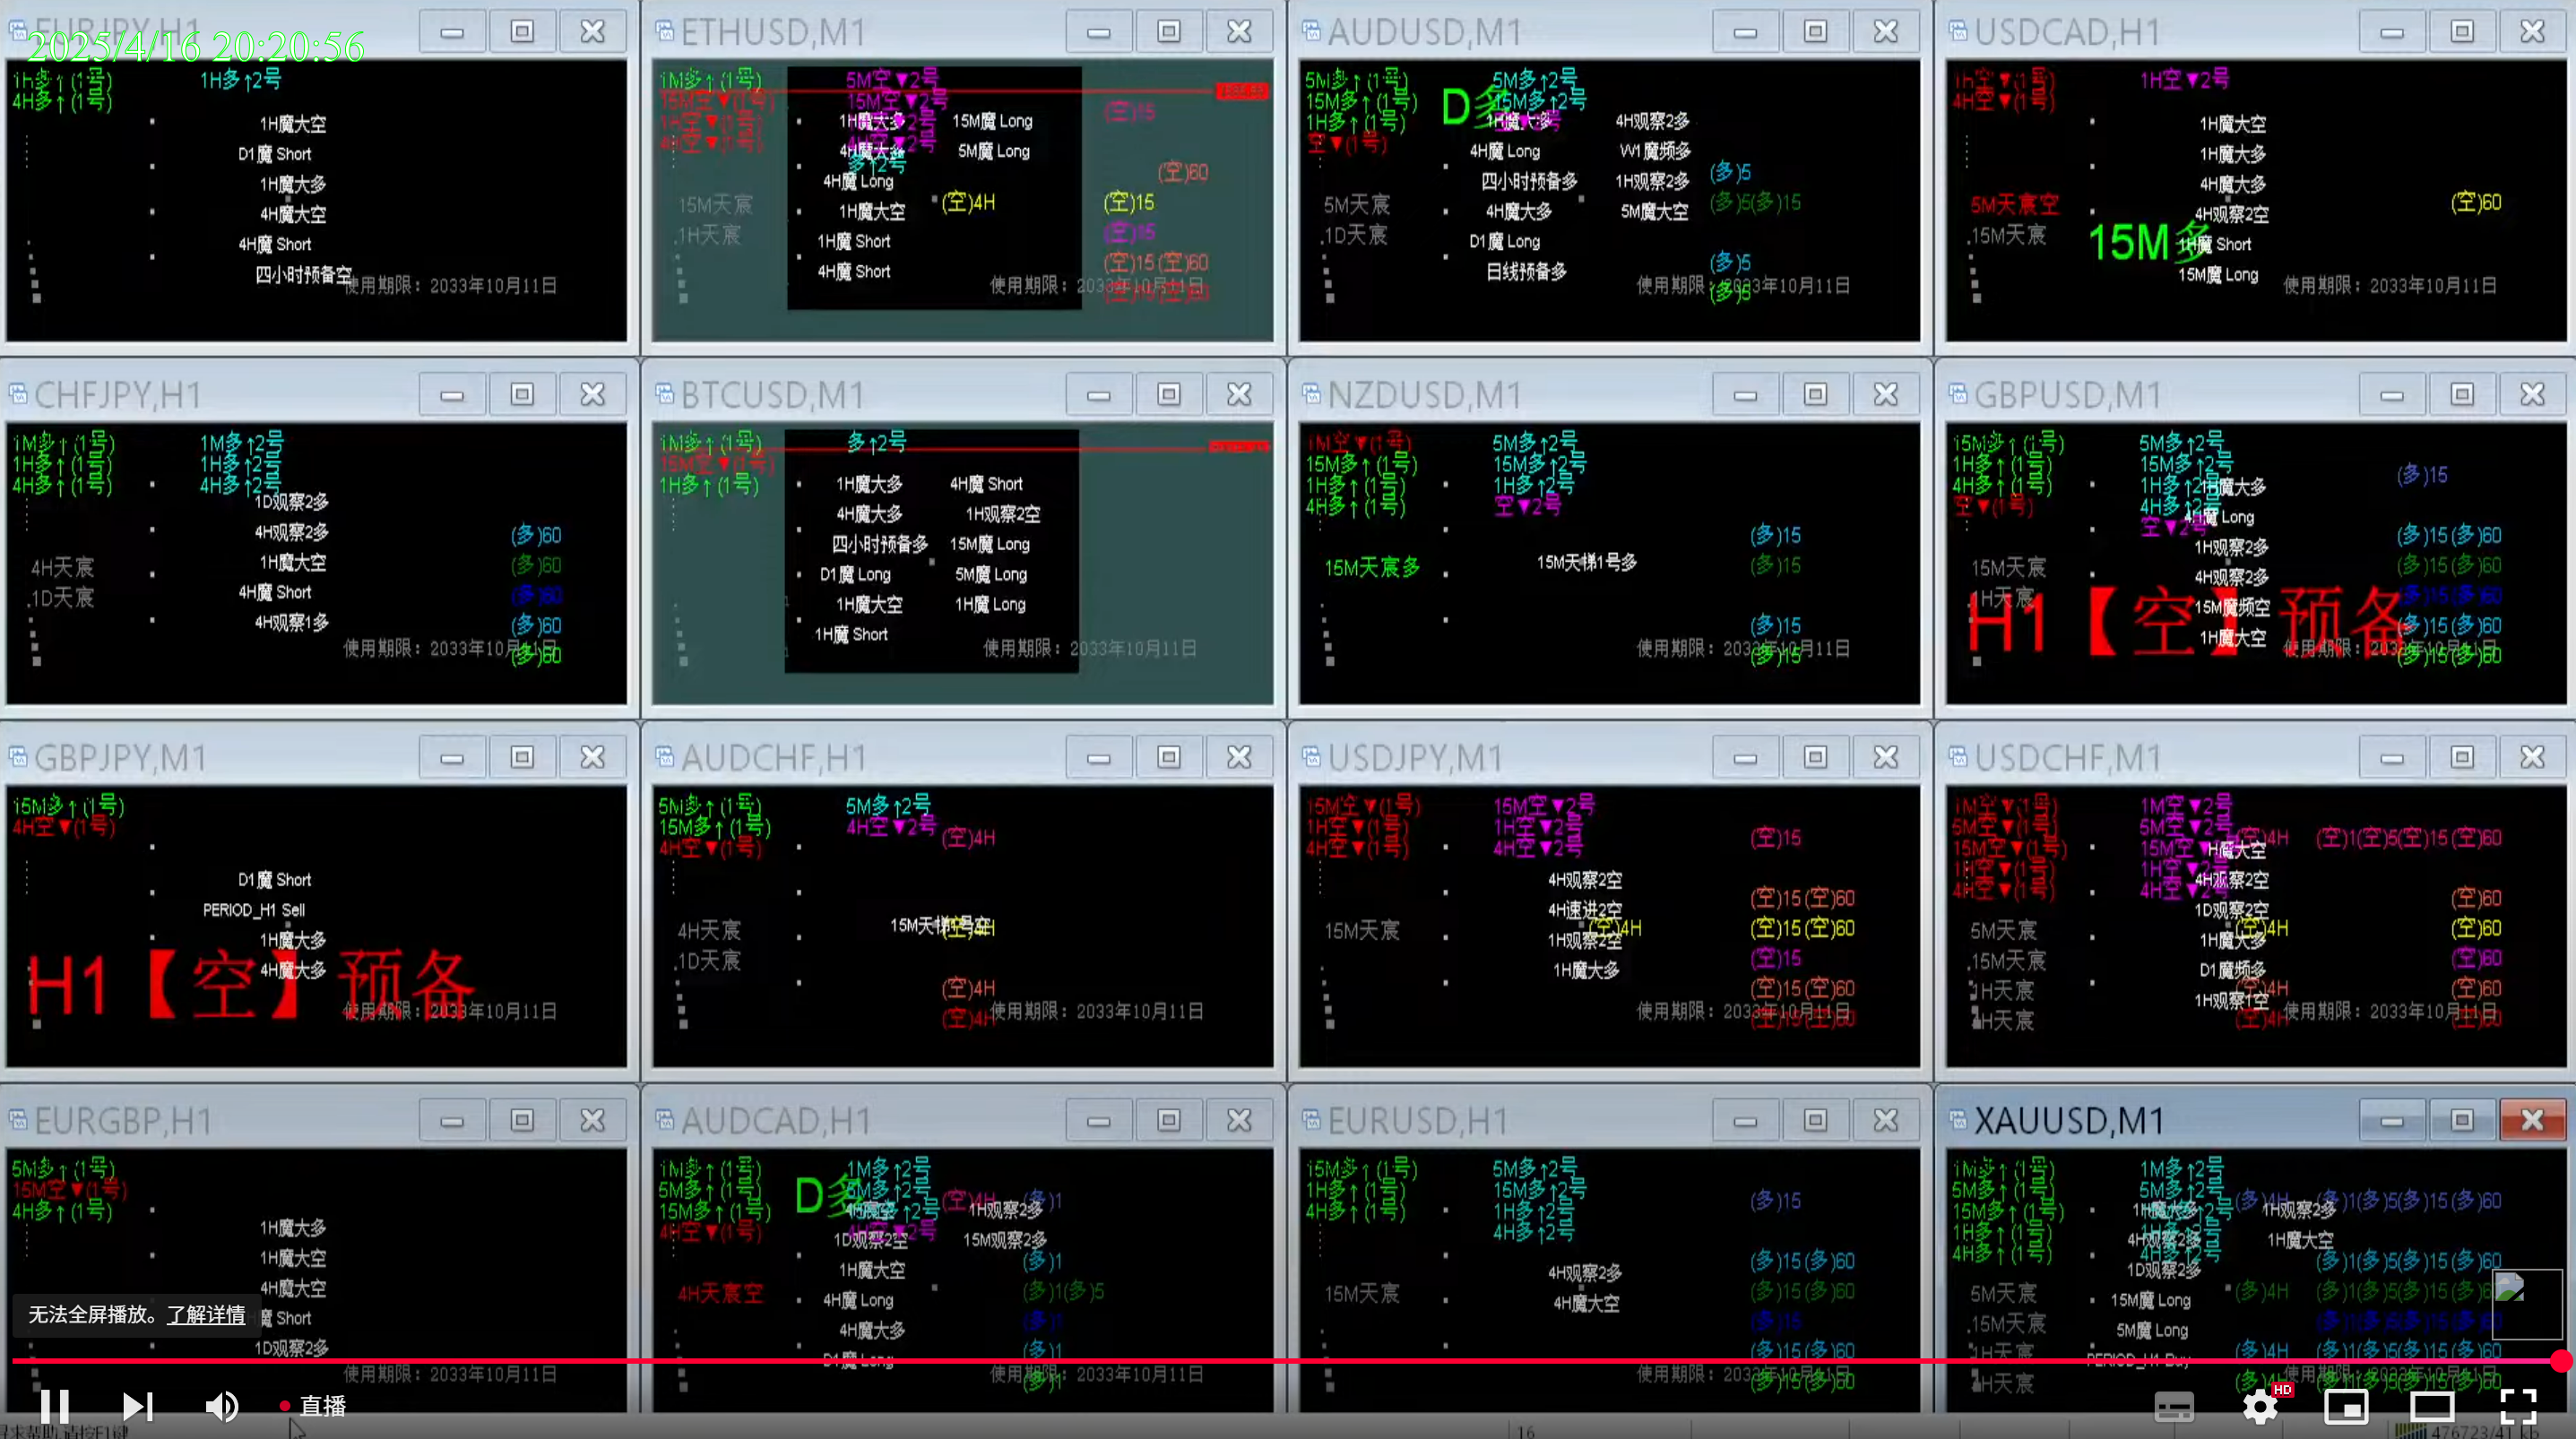 EURJPY,H1
2025/4/16 20:20:56
1H多↑(1号)
4H多↑(1号)
1H多↑2号
1H魔大空
D1魔 Short
1H魔大多
4H魔大空
4H魔 Short
四小时预备空
使用期限：2033年10月11日
ETHUSD,M1
1M多↑(1号)
15M空▼(1号)
1H空▼(1号)
4H空▼(1号)
5M空▼2号
15M空▼2号
多↑2号
1H魔大多
4H魔大多
4H魔 Long
1H魔大空
1H魔 Short
4H魔 Short
15M魔 Long
5M魔 Long
(空)4H
15M天宸
1H天宸
(空)15
(空)60
(空)15
(空)15
(空)15(空)60
(空)15(空)60
使用期限：2033年10月11日
AUDUSD,M1
5M多↑(1号)
15M多↑(1号)
1H多↑(1号)
空▼(1号)
D多
5M多↑2号
15M多↑2号
1H魔大多
4H魔 Long
四小时预备多
4H魔大多
D1魔 Long
日线预备多
4H观察2多
W1魔频多
1H观察2多
5M魔大空
5M天宸
1D天宸
(多)5
(多)5(多)15
(多)5
(多)5
使用期限：2033年10月11日
USDCAD,H1
1H空▼(1号)
4H空▼(1号)
1H空▼2号
1H魔大空
1H魔大多
4H魔大多
4H观察2空
1H魔 Short
15M魔 Long
5M天宸空
15M天宸
15M多
(空)60
使用期限：2033年10月11日
CHFJPY,H1
1M多↑(1号)
1H多↑(1号)
4H多↑(1号)
1M多↑2号
1H多↑2号
4H多↑2号
1D观察2多
4H观察2多
1H魔大空
4H魔 Short
4H观察1多
4H天宸
1D天宸
(多)60
(多)60
(多)60
(多)60
(多)60
使用期限：2033年10月11日
BTCUSD,M1
1M多↑(1号)
15M空▼(1号)
1H多↑(1号)
多↑2号
1H魔大多
4H魔大多
四小时预备多
D1魔 Long
1H魔大空
1H魔 Short
4H魔 Short
1H观察2空
15M魔 Long
5M魔 Long
1H魔 Long
使用期限：2033年10月11日
NZDUSD,M1
1M空▼(1号)
15M多↑(1号)
1H多↑(1号)
4H多↑(1号)
5M多↑2号
15M多↑2号
1H多↑2号
空▼2号
15M天宸多
15M天梯1号多
(多)15
(多)15
(多)15
(多)15
使用期限：2033年10月11日
GBPUSD,M1
15M多↑(1号)
1H多↑(1号)
4H多↑(1号)
空▼(1号)
5M多↑2号
15M多↑2号
1H多↑2号
4H多↑2号
空▼2号
1H魔大多
4H魔 Long
1H观察2多
4H观察2多
15M魔频空
1H魔大空
15M天宸
1H天宸
H1【空】预备
(多)15
(多)15(多)60
(多)15(多)60
(多)15(多)60
(多)15(多)60
(多)15(多)60
使用期限：2033年10月11日
GBPJPY,M1
15M多↑(1号)
4H空▼(1号)
D1魔 Short
PERIOD_H1 Sell
1H魔大多
4H魔大多
H1【空】预备
使用期限：2033年10月11日
AUDCHF,H1
5M多↑(1号)
15M多↑(1号)
4H空▼(1号)
5M多↑2号
4H空▼2号
(空)4H
4H天宸
1D天宸
(空)4H
(空)4H
(空)4H
使用期限：2033年10月11日
USDJPY,M1
15M空▼(1号)
1H空▼(1号)
4H空▼(1号)
15M空▼2号
1H空▼2号
4H空▼2号
4H观察2空
4H速进2空
1H观察2空
1H魔大多
(空)4H
15M天宸
(空)15
(空)15(空)60
(空)15(空)60
(空)15
(空)15(空)60
(空)15(空)60
使用期限：2033年10月11日
USDCHF,M1
1M空▼(1号)
5M空▼(1号)
15M空▼(1号)
1H空▼(1号)
4H空▼(1号)
1M空▼2号
5M空▼2号
15M空▼2号
1H空▼2号
4H空▼2号
(空)4H
(空)1(空)5(空)15(空)60
H魔大空
4H观察2空
1D观察2空
1H魔大多
D1魔频多
1H观察1空
5M天宸
15M天宸
1H天宸
4H天宸
(空)4H
(空)4H
(空)4H
(空)60
(空)60
(空)60
(空)60
(空)60
使用期限：2033年10月11日
EURGBP,H1
5M多↑(1号)
15M空▼(1号)
4H多↑(1号)
1H魔大多
1H魔大空
4H魔大空
魔 Short
1D观察2多
使用期限：2033年10月11日
AUDCAD,H1
1M多↑(1号)
5M多↑(1号)
15M多↑(1号)
4H空▼(1号)
D多
1M多↑2号
5M多↑2号
(空)4H
(多)1
1D观察2空
1H魔大空
4H魔 Long
4H魔大多
D1魔 Long
1H观察2多
15M观察2多
4H天宸空
(多)1
(多)1(多)5
(多)1
(多)1
(多)1
使用期限：2033年10月11日
EURUSD,H1
15M多↑(1号)
1H多↑(1号)
4H多↑(1号)
5M多↑2号
15M多↑2号
1H多↑2号
4H多↑2号
4H观察2多
4H魔大空
15M天宸
(多)15
(多)15(多)60
(多)15(多)60
(多)15
(多)15(多)60
(多)15(多)60
使用期限：2033年10月11日
XAUUSD,M1
1M多↑(1号)
5M多↑(1号)
15M多↑(1号)
1H多↑(1号)
4H多↑(1号)
1M多↑2号
5M多↑2号
1H魔大多
4H观察2多
1D观察2多
15M魔 Long
5M魔 Long
PERIOD_H1 Buy
1H观察2多
1H魔大空
5M天宸
15M天宸
1H天宸
4H天宸
(多)4H
(多)1(多)5(多)15(多)60
(多)1(多)5(多)15(多)60
(多)4H
(多)4H
使用期限：2033年10月11日
无法全屏播放。了解详情
直播
HD
16
476723/41 kb